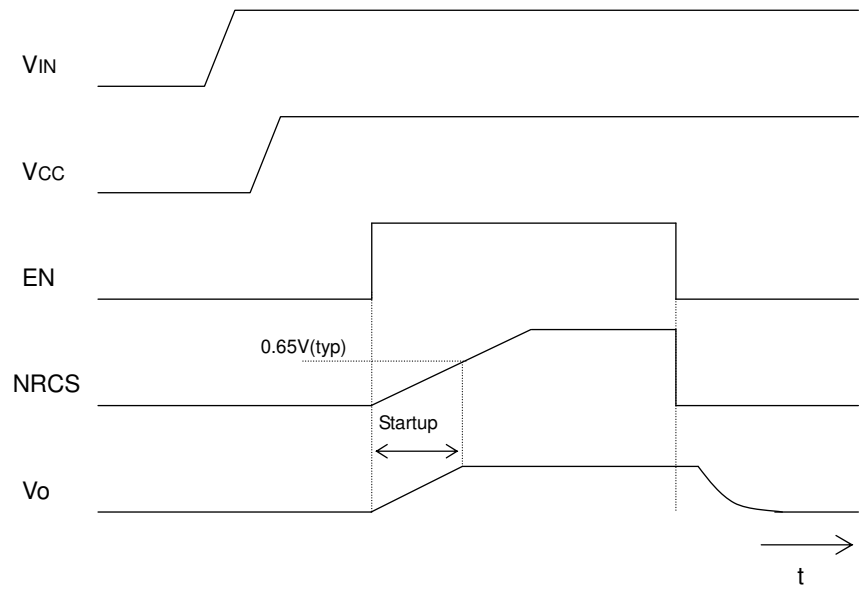 VIN
VCC
EN
0.65V(typ)
NRCS
Startup
Vo
t